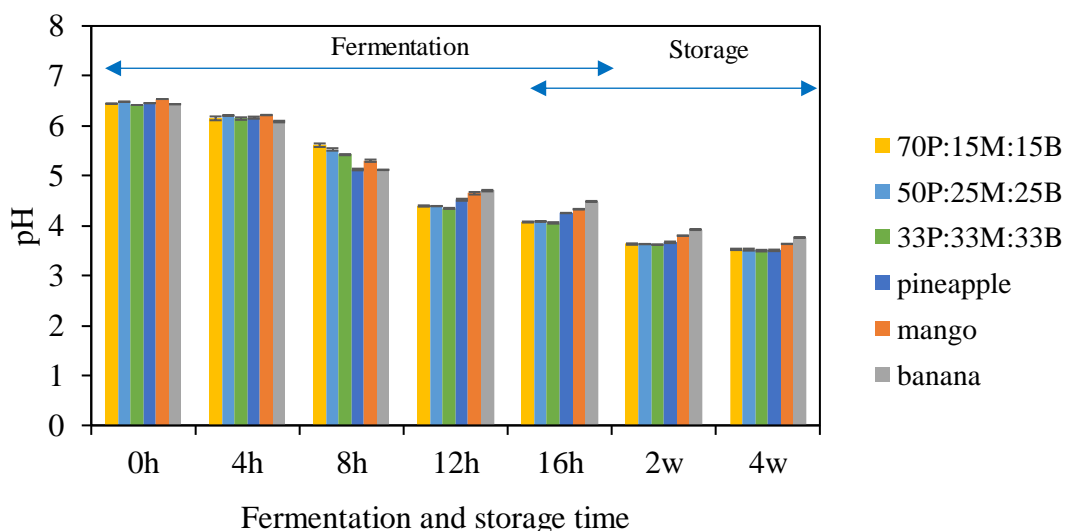 8
7
6
5
4
3
2
1
0
pH
Fermentation
Storage
0h 4h 8h 12h 16h 2w 4w
Fermentation and storage time
70P:15M:15B
50P:25M:25B
33P:33M:33B
pineapple
mango
banana